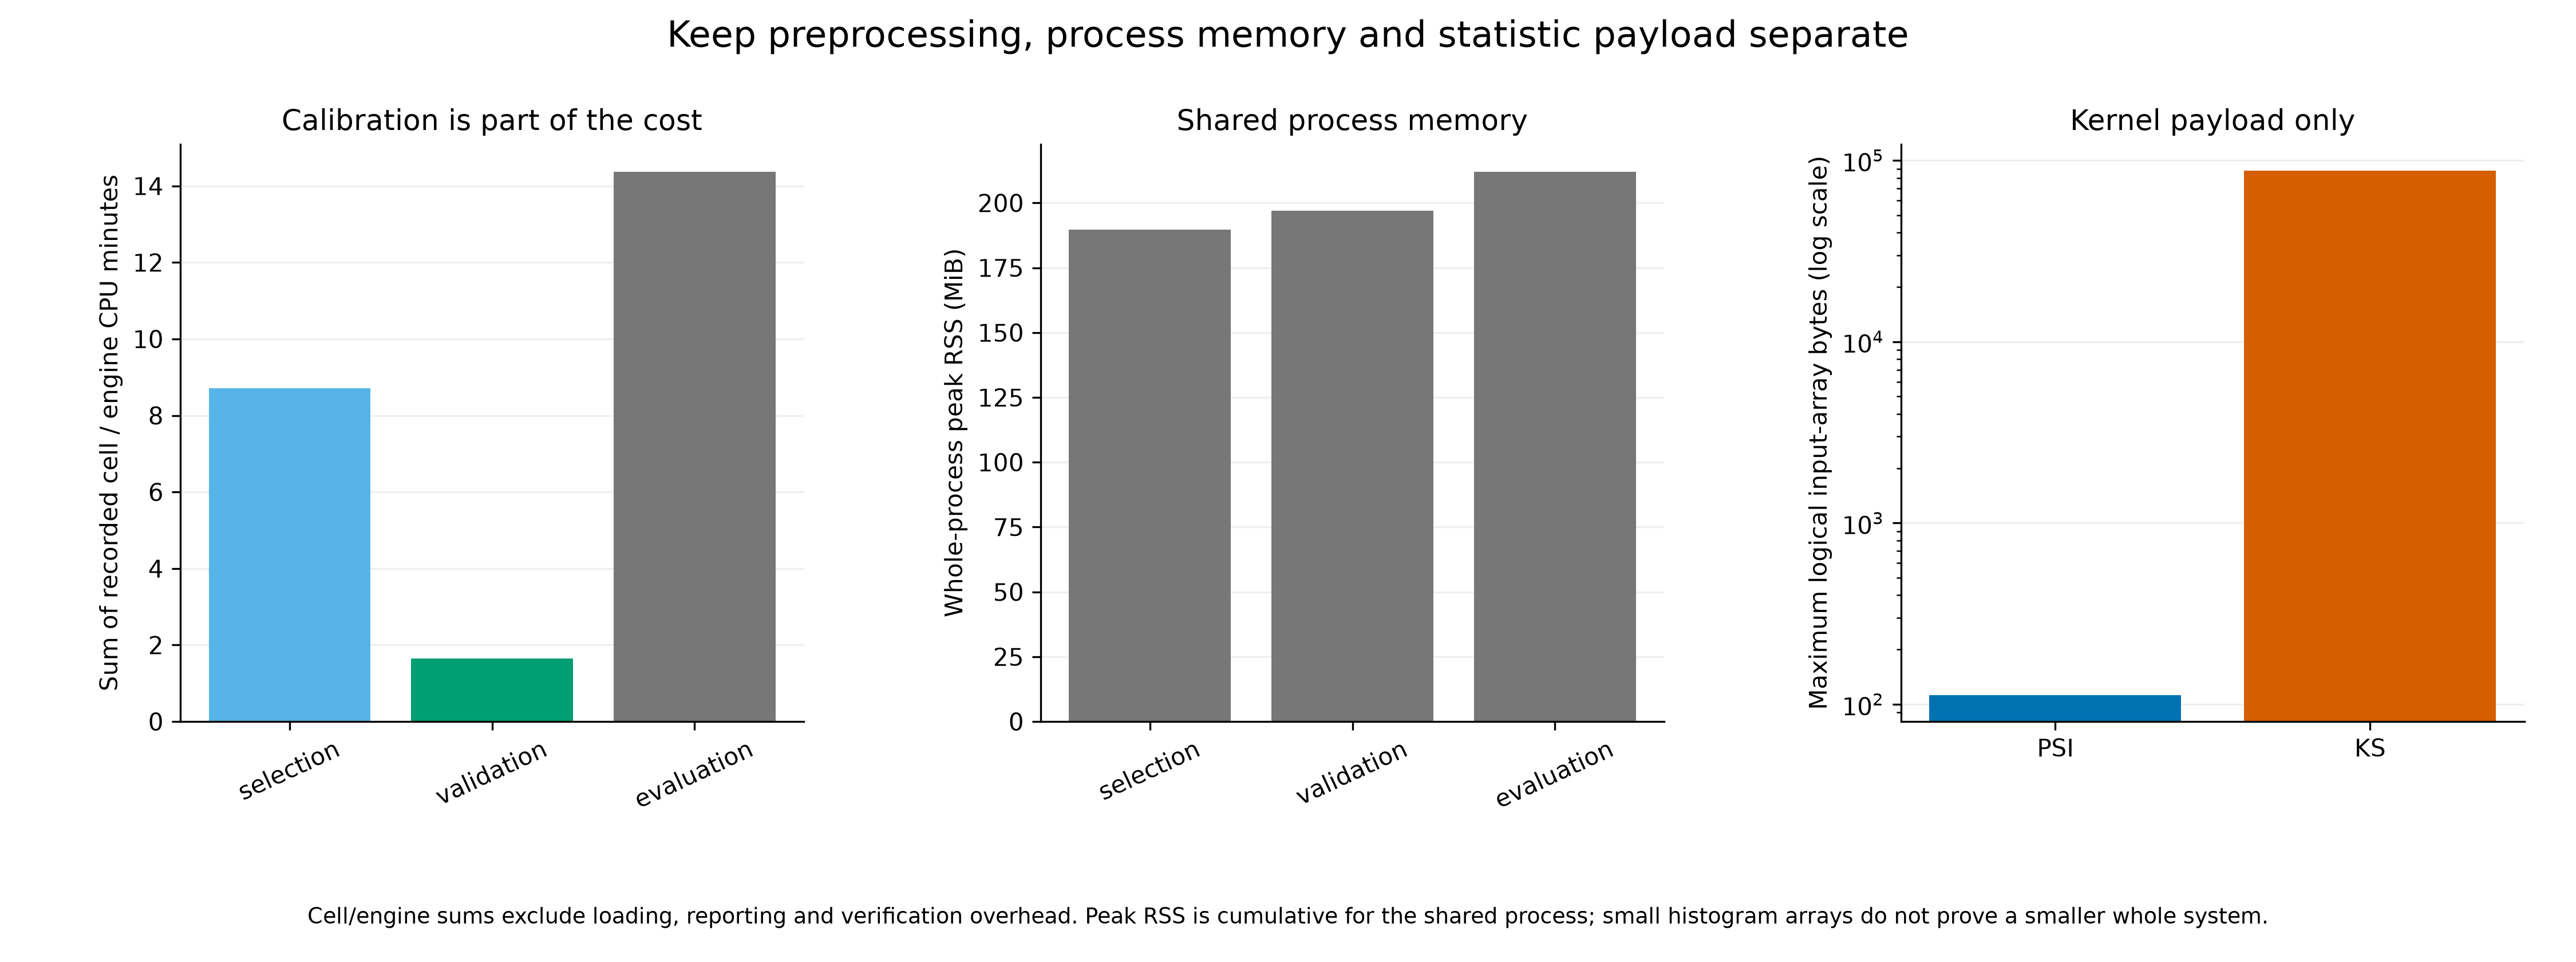 Keep preprocessing, process memory and statistic payload separate
Calibration is part of the cost
Sum of recorded cell / engine CPU minutes
14
12
10
8
6
4
2
0
selection
validation
evaluation
Shared process memory
Whole-process peak RSS (MiB)
200
175
150
125
100
75
50
25
0
selection
validation
evaluation
Kernel payload only
Maximum logical input-array bytes (log scale)
10⁵
10⁴
10³
10²
PSI
KS
Cell/engine sums exclude loading, reporting and verification overhead. Peak RSS is cumulative for the shared process; small histogram arrays do not prove a smaller whole system.